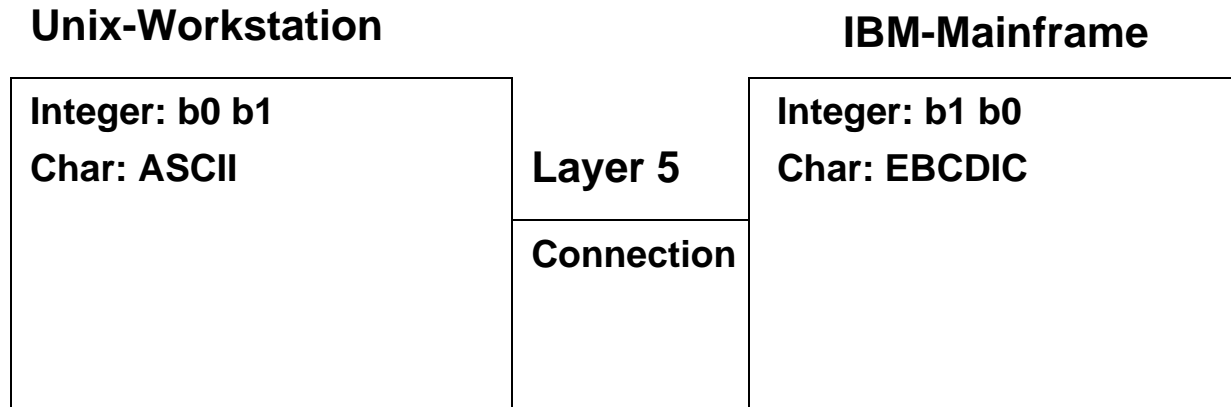 Unix-Workstation
IBM-Mainframe
Integer: b0 b1
Char: ASCII
Layer 5
Connection
Integer: b1 b0
Char: EBCDIC